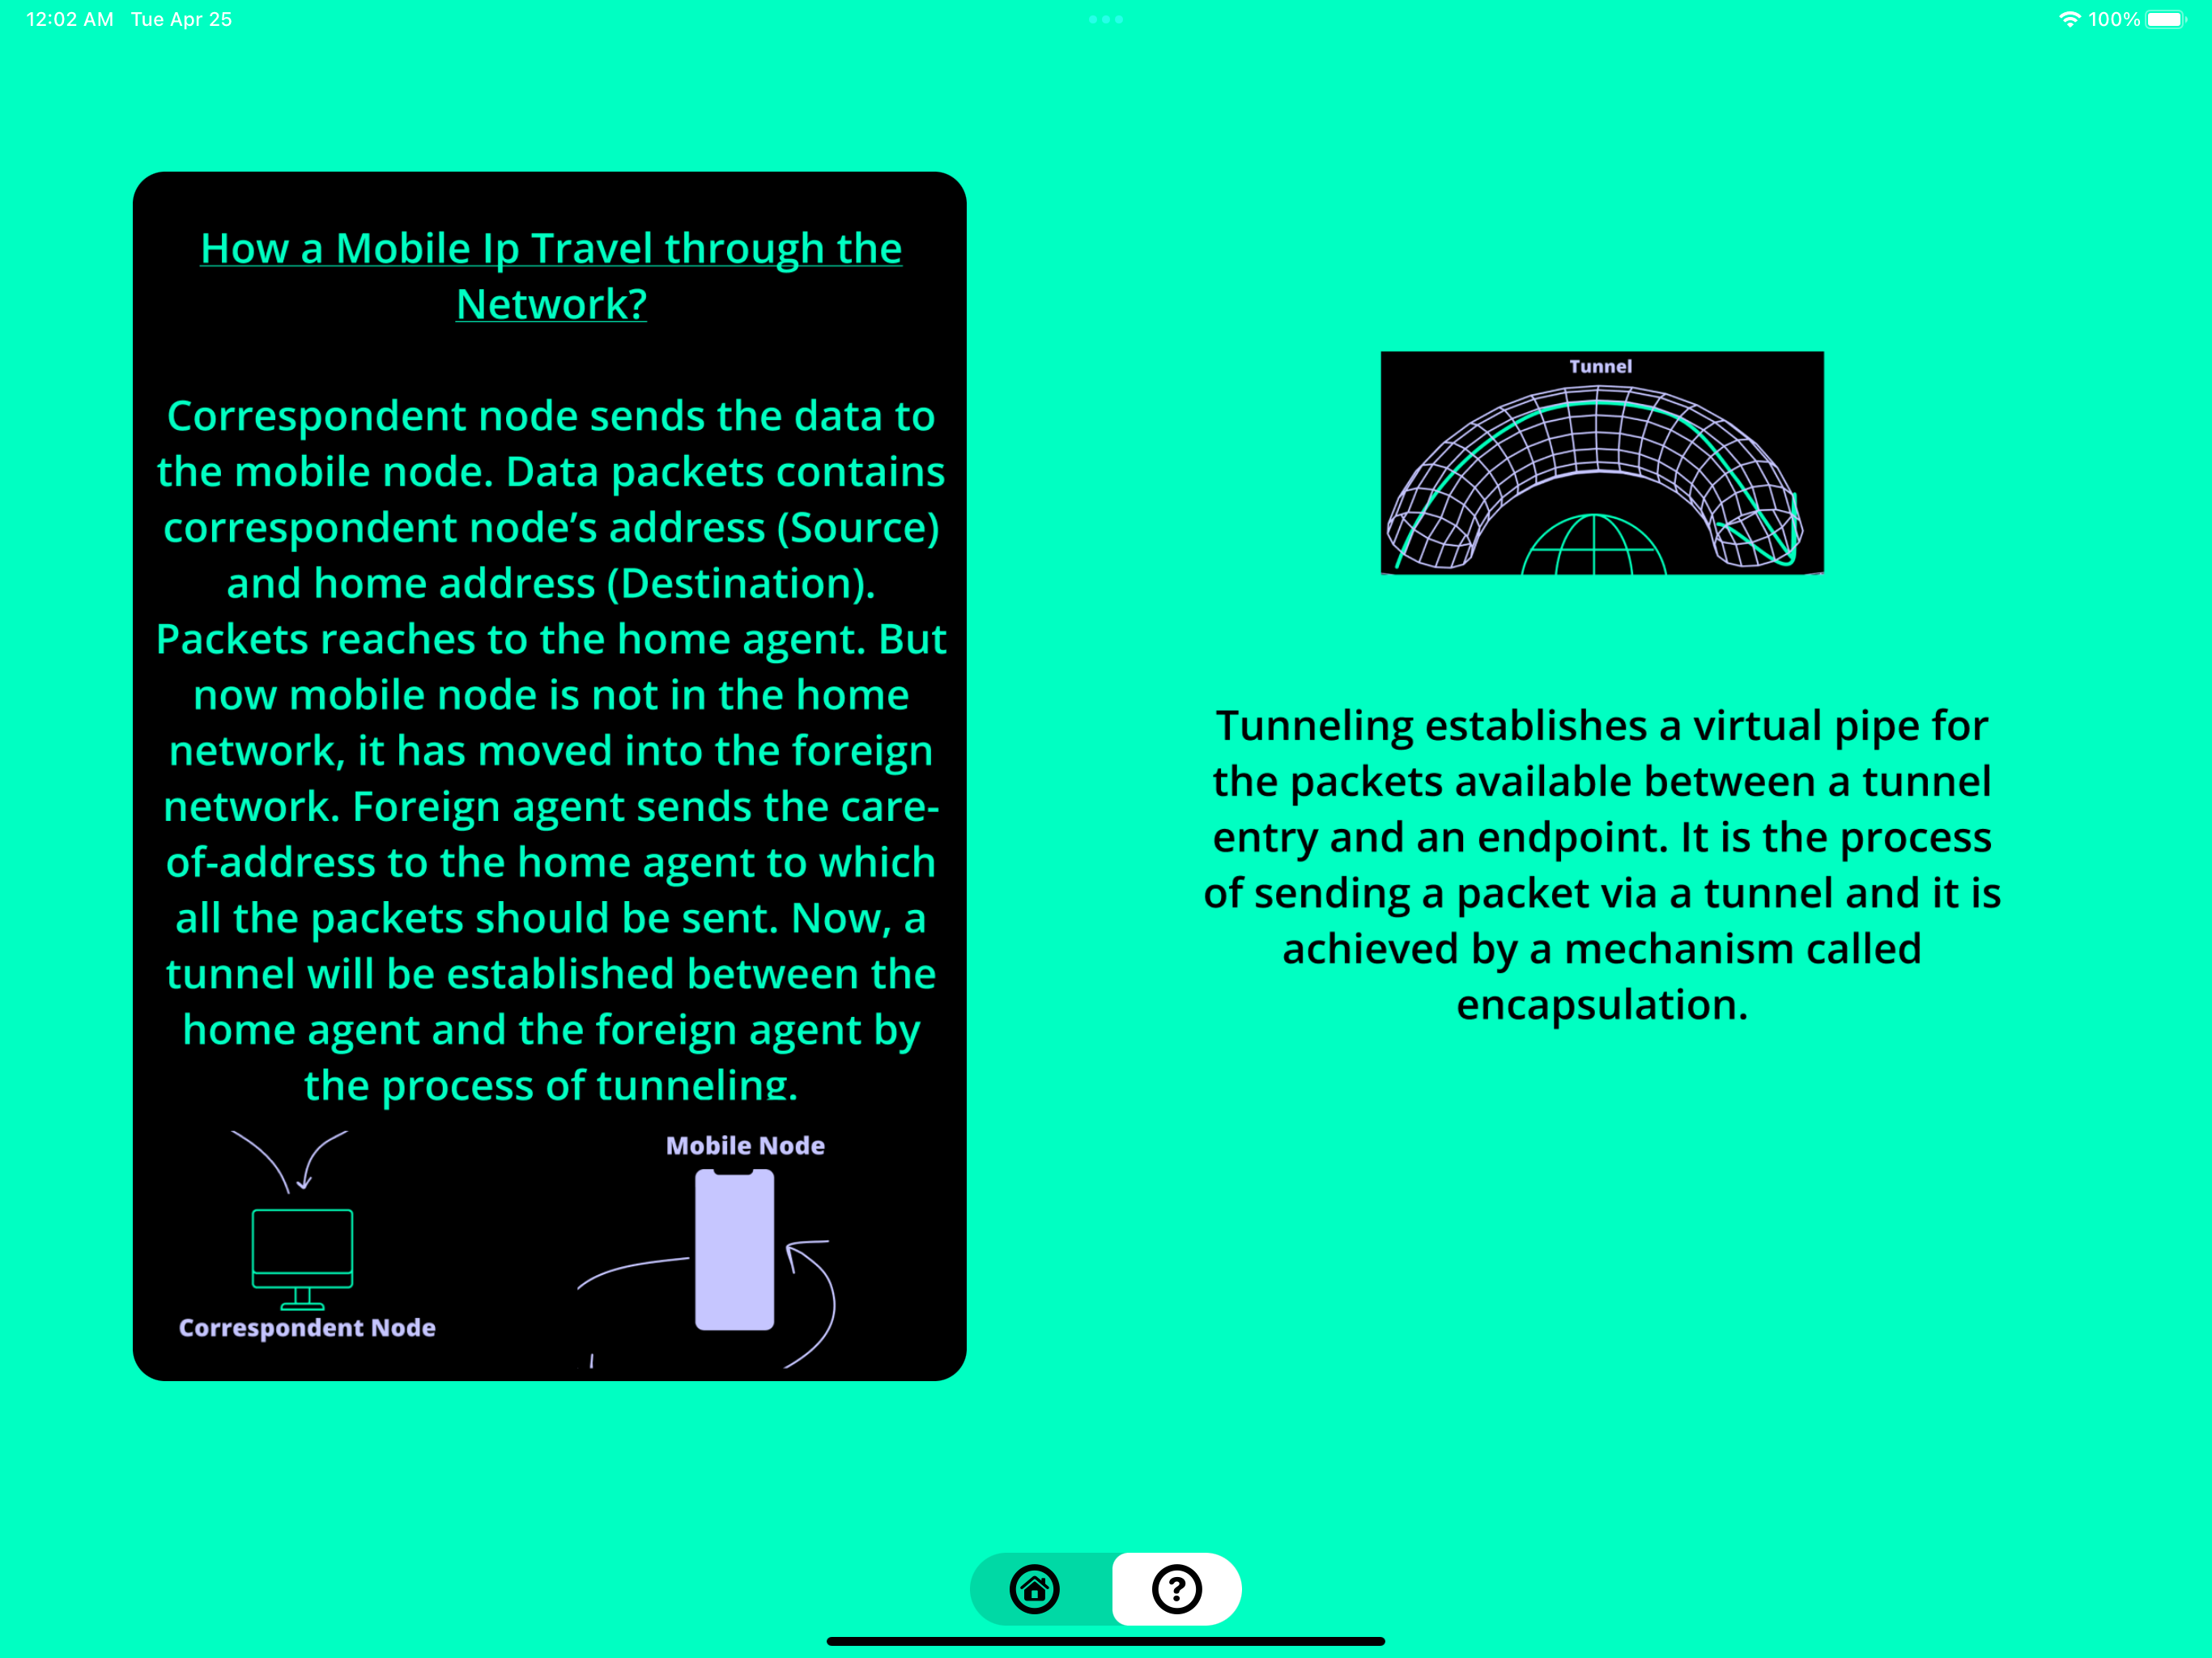 12:02 AM Tue Apr 25
100%
How a Mobile Ip Travel through the
Network?
Correspondent node sends the data to
the mobile node. Data packets contains
correspondent node’s address (Source)
and home address (Destination).
Packets reaches to the home agent. But
now mobile node is not in the home
network, it has moved into the foreign
network. Foreign agent sends the care-
of-address to the home agent to which
all the packets should be sent. Now, a
tunnel will be established between the
home agent and the foreign agent by
the process of tunneling.
Mobile Node
Correspondent Node
Tunnel
Tunneling establishes a virtual pipe for
the packets available between a tunnel
entry and an endpoint. It is the process
of sending a packet via a tunnel and it is
achieved by a mechanism called
encapsulation.
?